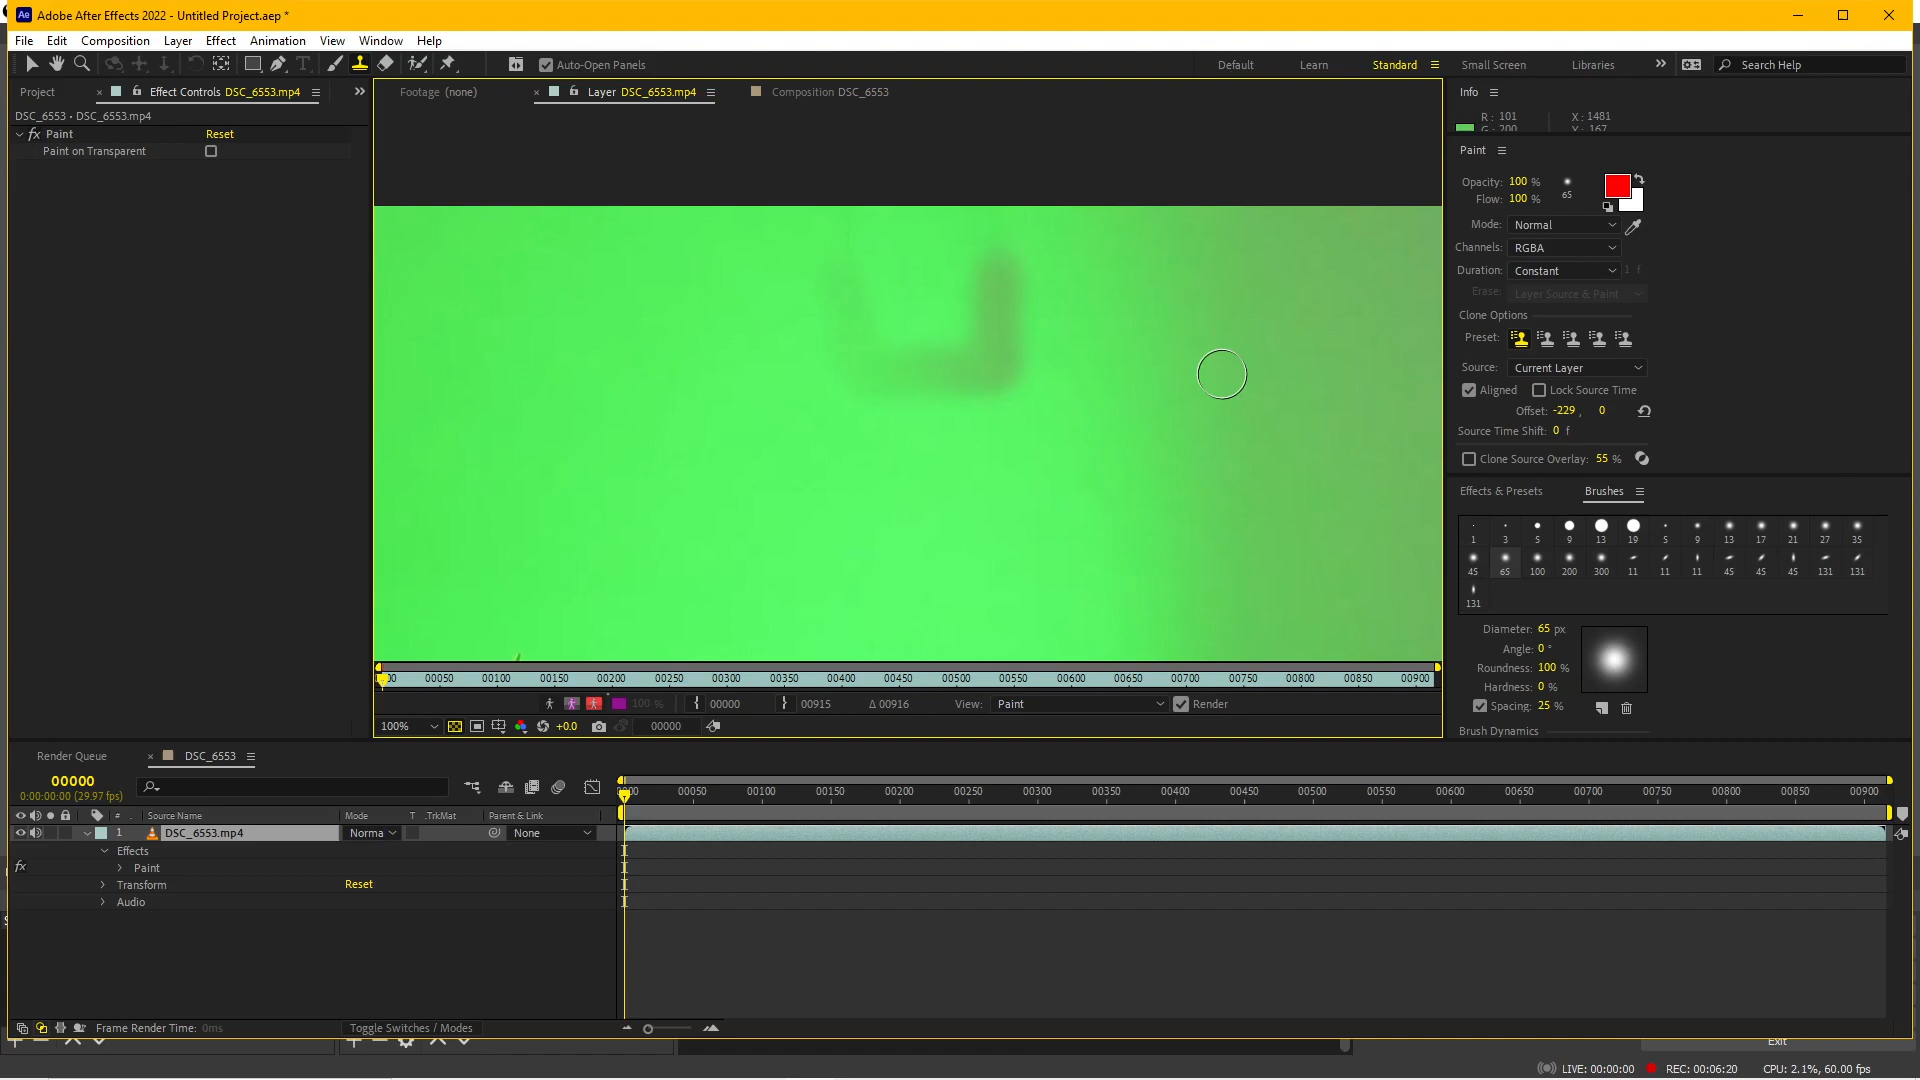 Adobe After Effects 2022 - Untitled Project.aep *
File Edit Composition Layer Effect Animation View Window Help
Auto-Open Panels
Default Learn Standard Small Screen Libraries
Search Help
Project
Effect Controls DSC_6553.mp4
DSC_6553 • DSC_6553.mp4
fx Paint Reset
Paint on Transparent
Footage (none)
Layer DSC_6553.mp4
Composition DSC_6553
00050 00100 00150 00200 00250 00300 00350 00400 00450 00500 00550 00600 00650 00700 00750 00800 00850 00900
100 % 00000 00915 Δ 00916 View: Paint Render
100% +0.0 00000
Info
R: 101 X: 1481
G: 200 Y: 167
Paint
Opacity: 100 %
Flow: 100 %
65
Mode: Normal
Channels: RGBA
Duration: Constant 1 f
Erase: Layer Source & Paint
Clone Options
Preset:
Source: Current Layer
Aligned Lock Source Time
Offset: -229 , 0
Source Time Shift: 0 f
Clone Source Overlay: 55 %
Effects & Presets Brushes
1 3 5 9 13 19 5 9 13 17 21 27 35
45 65 100 200 300 11 11 11 45 45 45 131 131
131
Diameter: 65 px
Angle: 0 °
Roundness: 100 %
Hardness: 0 %
Spacing: 25 %
Brush Dynamics
Render Queue DSC_6553
00000
0:00:00:00 (29.97 fps)
# Source Name Mode T .TrkMat Parent & Link
1 DSC_6553.mp4 Norma None
Effects
fx Paint
Transform Reset
Audio
00050 00100 00150 00200 00250 00300 00350 00400 00450 00500 00550 00600 00650 00700 00750 00800 00850 00900
Frame Render Time: 0ms
Toggle Switches / Modes
Exit
LIVE: 00:00:00 REC: 00:06:20 CPU: 2.1%, 60.00 fps